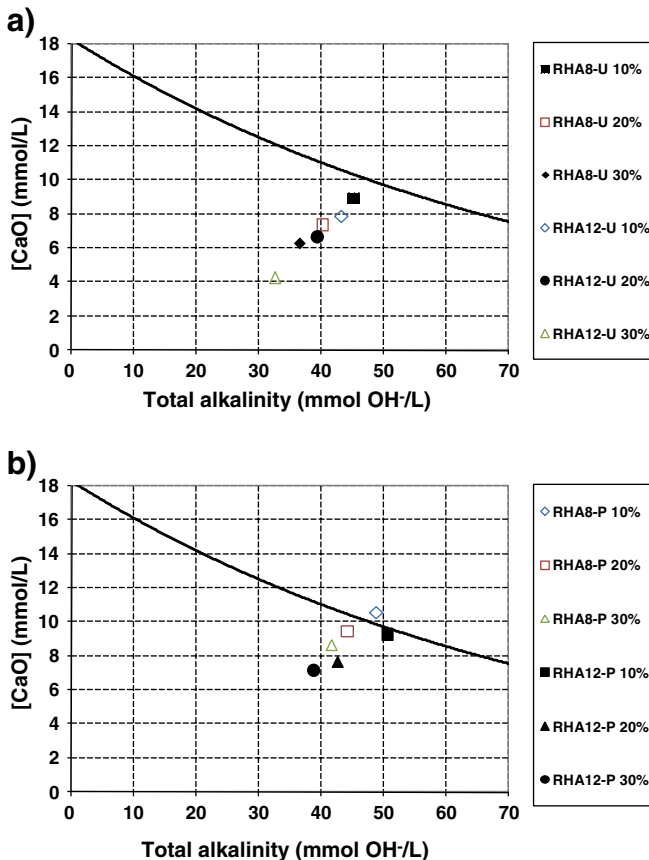 a)
[CaO] (mmol/L)
18
16
14
12
10
8
6
4
2
0
0 10 20 30 40 50 60 70
Total alkalinity (mmol OH⁻/L)
RHA8-U 10%
RHA8-U 20%
RHA8-U 30%
RHA12-U 10%
RHA12-U 20%
RHA12-U 30%
b)
[CaO] (mmol/L)
18
16
14
12
10
8
6
4
2
0
0 10 20 30 40 50 60 70
Total alkalinity (mmol OH⁻/L)
RHA8-P 10%
RHA8-P 20%
RHA8-P 30%
RHA12-P 10%
RHA12-P 20%
RHA12-P 30%